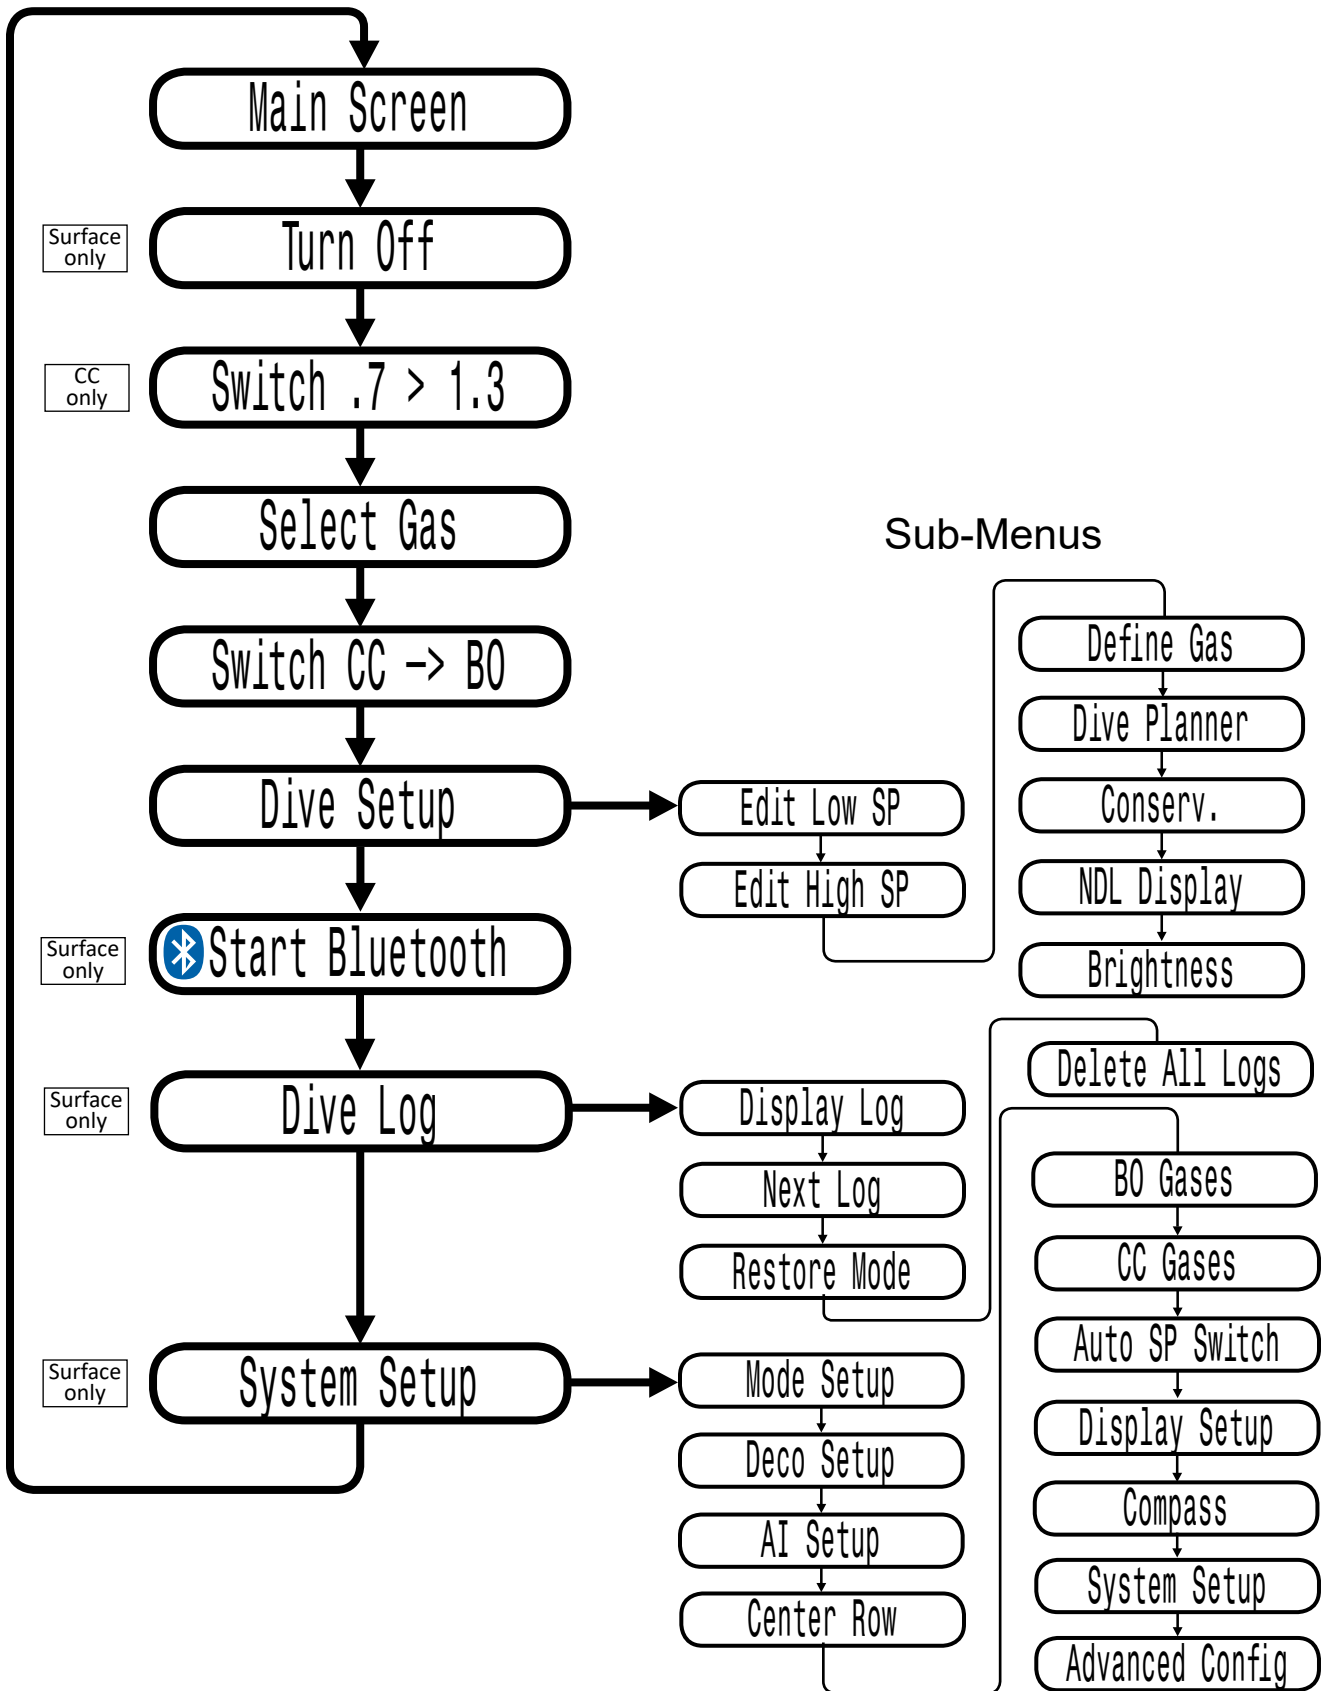 Main Screen
Surface
only
Turn Off
CC
only
Switch .7 > 1.3
Select Gas
Switch CC -> BO
Dive Setup
Surface
only
Start Bluetooth
Surface
only
Dive Log
Surface
only
System Setup
Sub-Menus
Edit Low SP
Edit High SP
Define Gas
Dive Planner
Conserv.
NDL Display
Brightness
Display Log
Next Log
Restore Mode
Delete All Logs
Mode Setup
Deco Setup
AI Setup
Center Row
BO Gases
CC Gases
Auto SP Switch
Display Setup
Compass
System Setup
Advanced Config